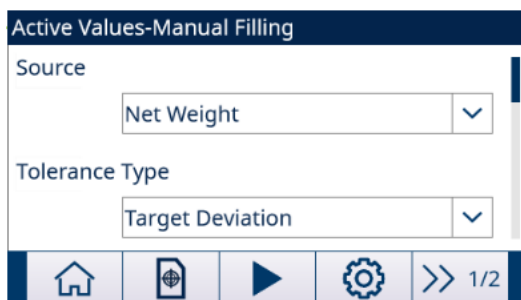 Active Values-Manual Filling
Source
Net Weight
Tolerance Type
Target Deviation
1/2